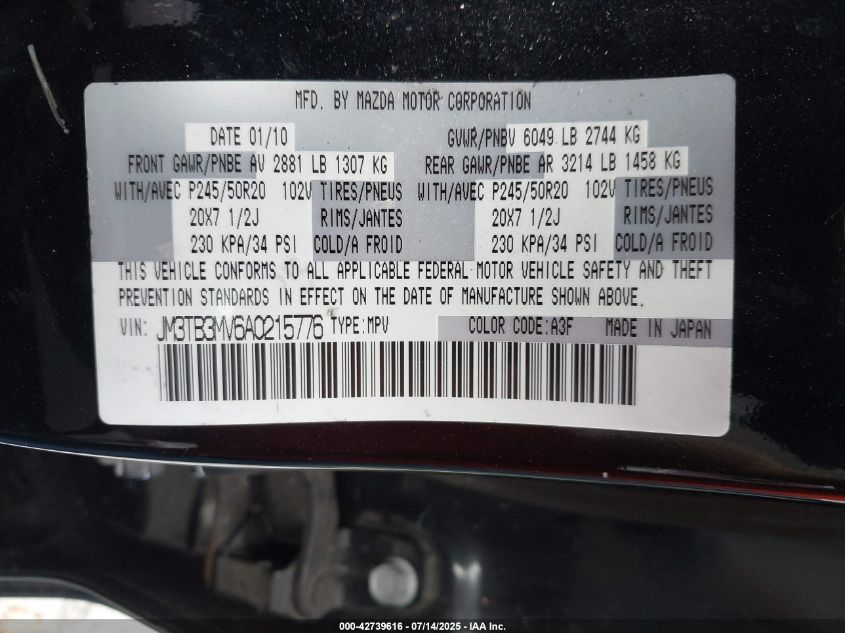 MFD. BY MAZDA MOTOR CORPORATION
DATE 01/10 GVWR/PNBV 6049 LB 2744 KG
FRONT GAWR/PNBE AV 2881 LB 1307 KG REAR GAWR/PNBE AR 3214 LB 1458 KG
WITH/AVEC P245/50R20 102V TIRES/PNEUS WITH/AVEC P245/50R20 102V TIRES/PNEUS
20X7 1/2J RIMS/JANTES 20X7 1/2J RIMS/JANTES
230 KPA/34 PSI COLD/A FROID 230 KPA/34 PSI COLD/A FROID
THIS VEHICLE CONFORMS TO ALL APPLICABLE FEDERAL MOTOR VEHICLE SAFETY AND THEFT
PREVENTION STANDARDS IN EFFECT ON THE DATE OF MANUFACTURE SHOWN ABOVE.
VIN: JM3TB3MV6A0215776 TYPE:MPV COLOR CODE:A3F MADE IN JAPAN
000-42739616 - 07/14/2025 - IAA Inc.